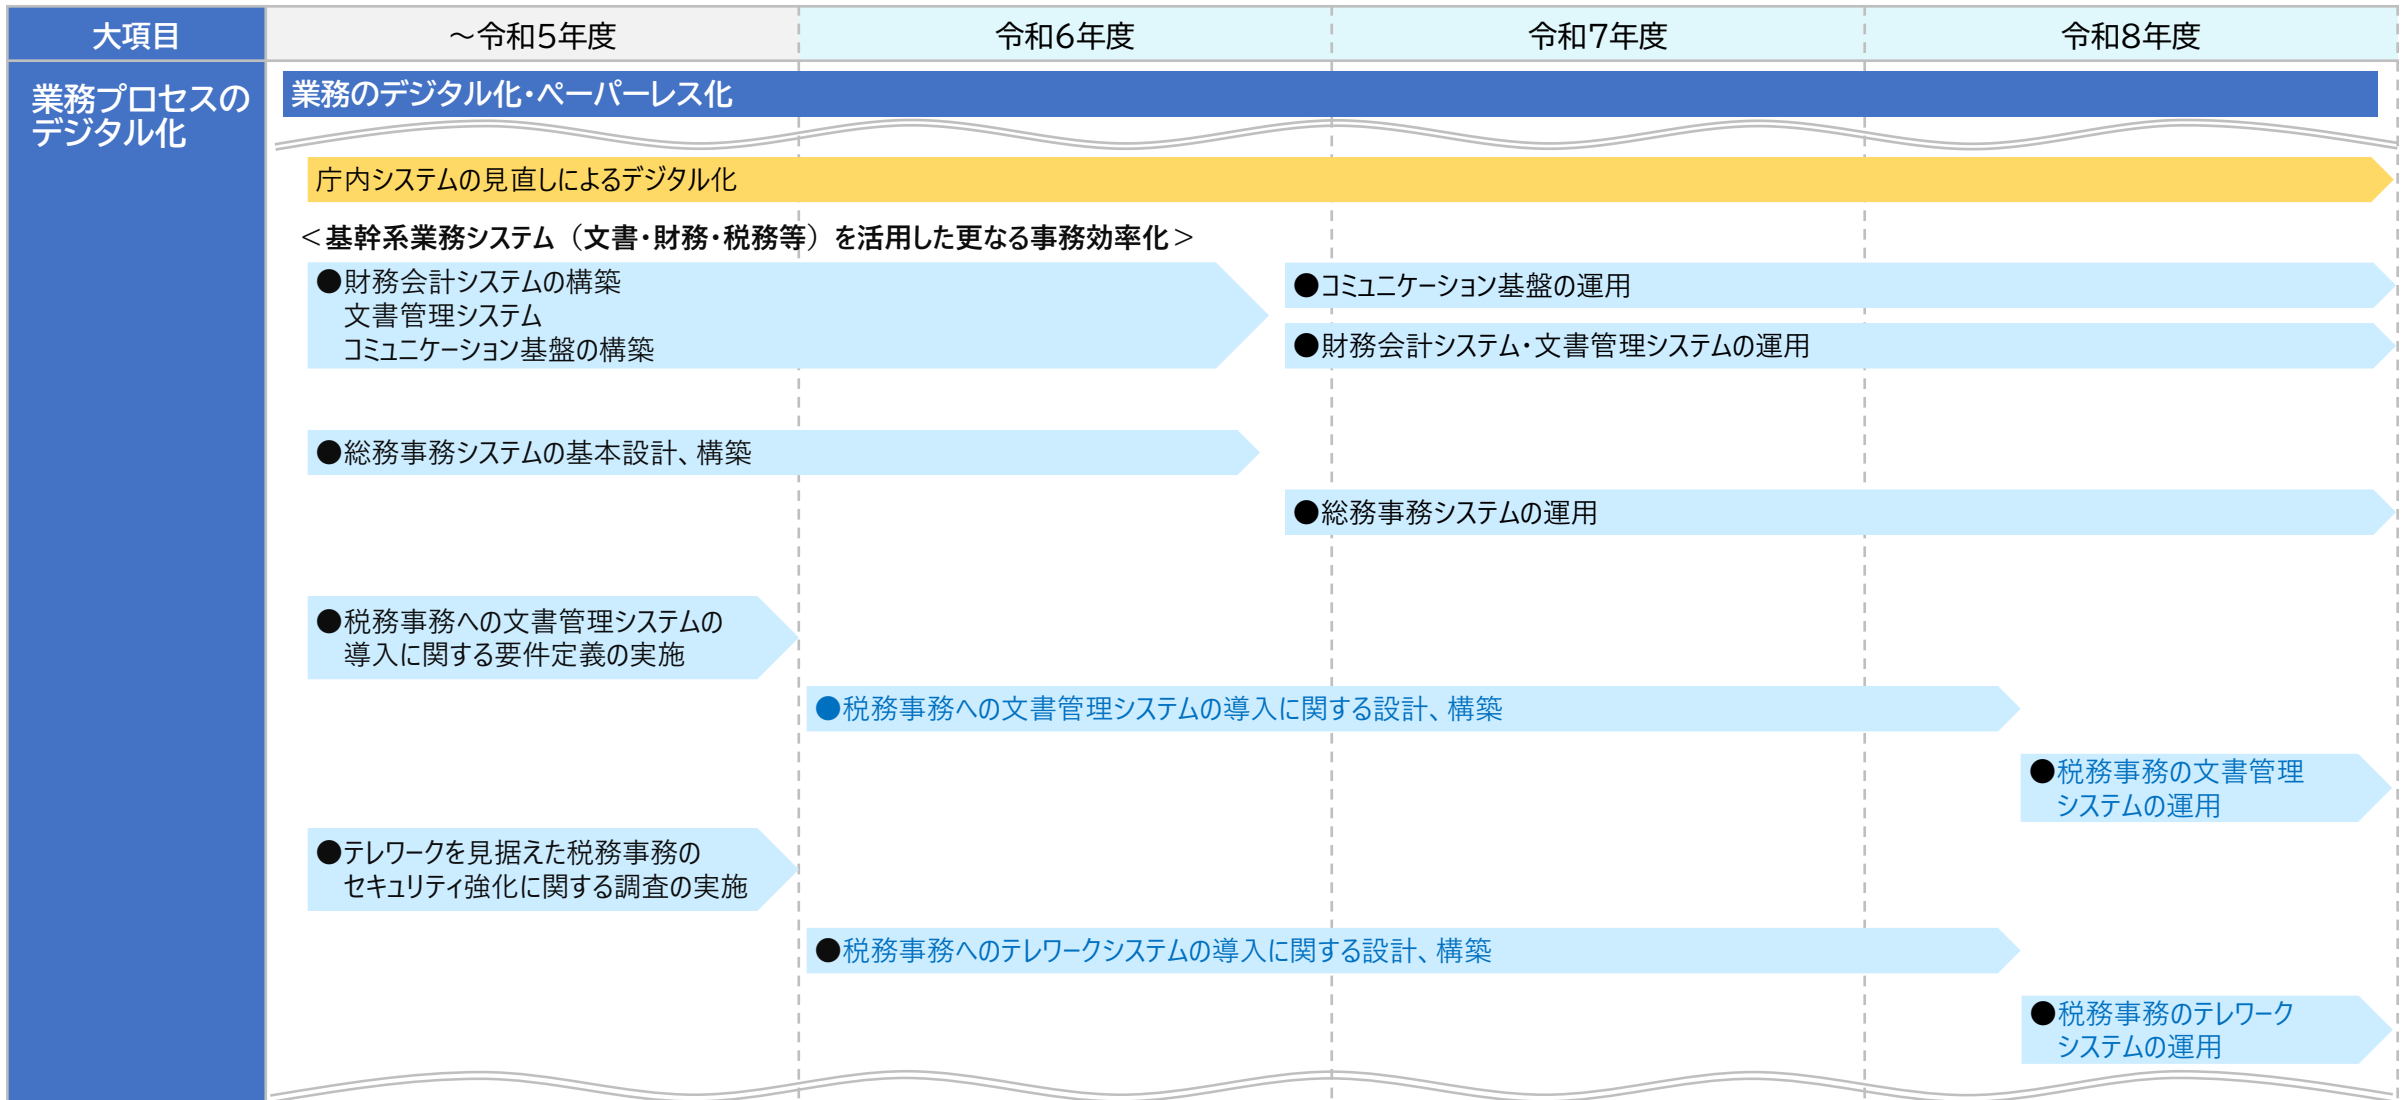 大項目
～令和5年度
令和6年度
令和7年度
令和8年度
業務プロセスの
デジタル化
業務のデジタル化・ペーパーレス化
庁内システムの見直しによるデジタル化
＜基幹系業務システム（文書・財務・税務等）を活用した更なる事務効率化＞
●財務会計システムの構築
文書管理システム
コミュニケーション基盤の構築
●コミュニケーション基盤の運用
●財務会計システム・文書管理システムの運用
●総務事務システムの基本設計、構築
●総務事務システムの運用
●税務事務への文書管理システムの
導入に関する要件定義の実施
●税務事務への文書管理システムの導入に関する設計、構築
●税務事務の文書管理
システムの運用
●テレワークを見据えた税務事務の
セキュリティ強化に関する調査の実施
●税務事務へのテレワークシステムの導入に関する設計、構築
●税務事務のテレワーク
システムの運用